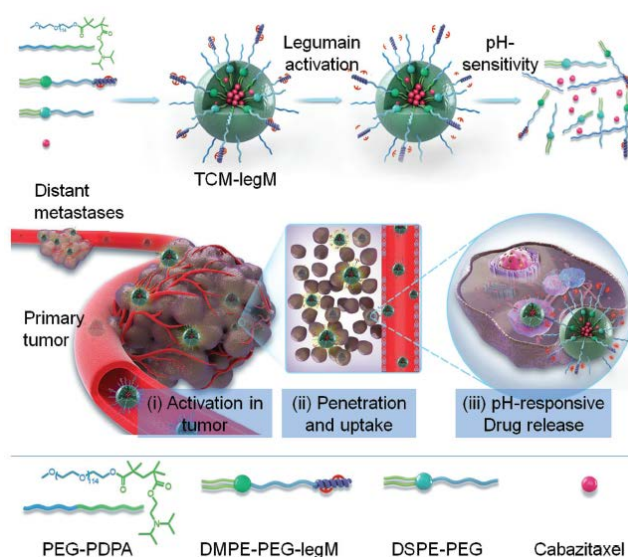 Legumain
activation
pH-
sensitivity
TCM-legM
Distant
metastases
Primary
tumor
(i) Activation in
tumor
(ii) Penetration
and uptake
(iii) pH-responsive
Drug release
PEG-PDPA
DMPE-PEG-legM
DSPE-PEG
Cabazitaxel